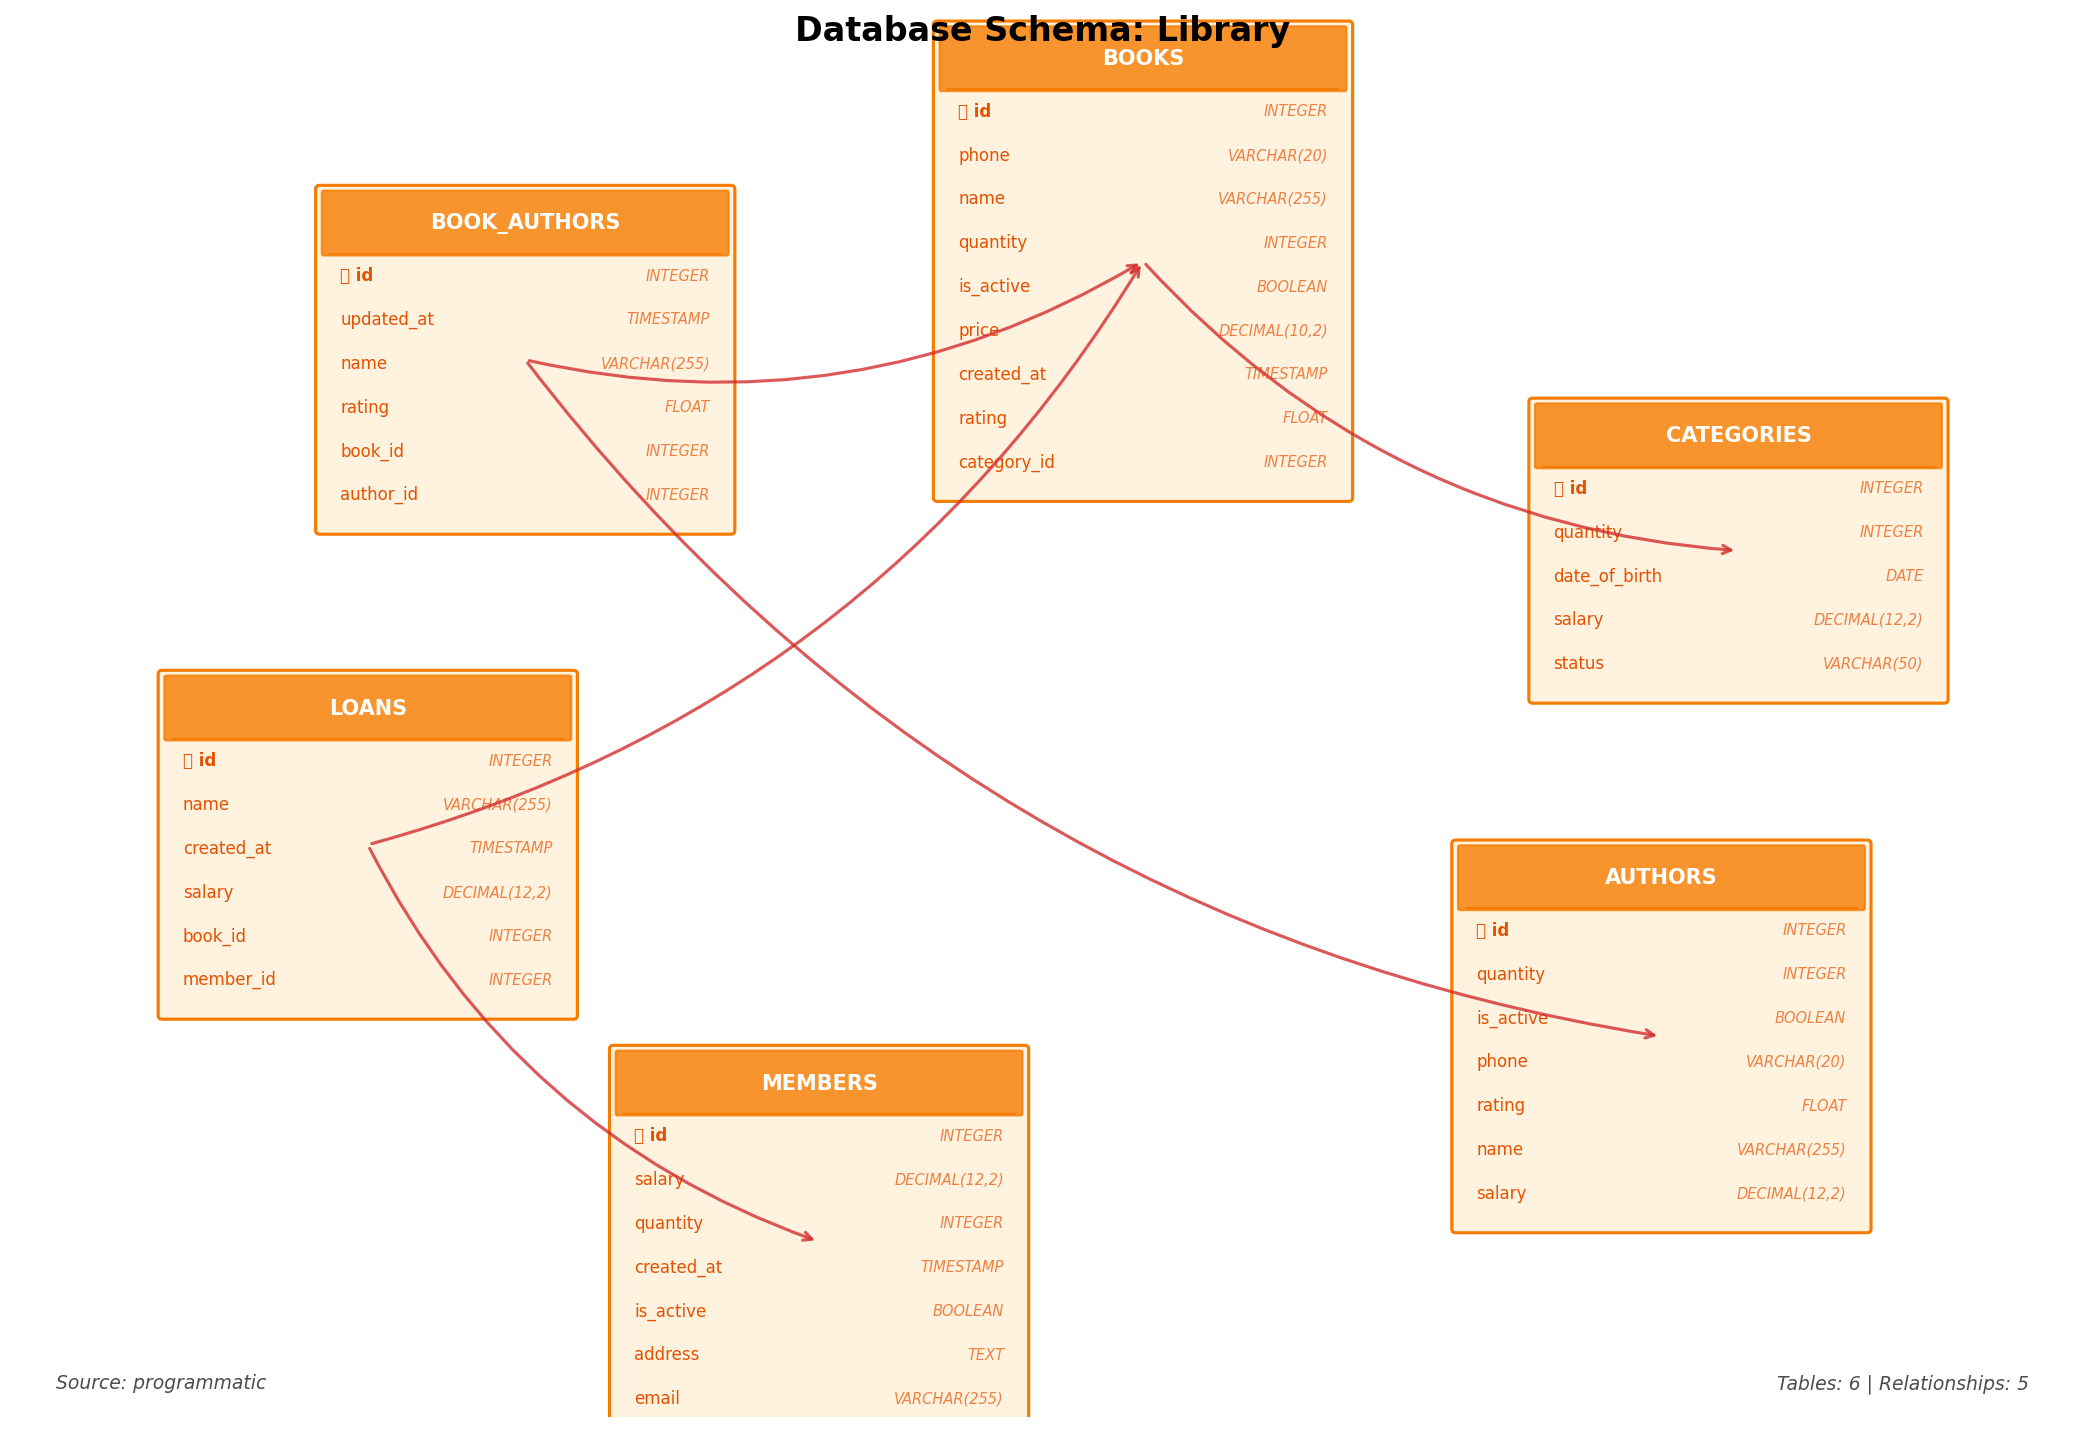 Database Schema: Library
BOOKS
id INTEGER
phone VARCHAR(20)
name VARCHAR(255)
quantity INTEGER
is_active BOOLEAN
price DECIMAL(10,2)
created_at TIMESTAMP
rating FLOAT
category_id INTEGER
BOOK_AUTHORS
id INTEGER
updated_at TIMESTAMP
name VARCHAR(255)
rating FLOAT
book_id INTEGER
author_id INTEGER
CATEGORIES
id INTEGER
quantity INTEGER
date_of_birth DATE
salary DECIMAL(12,2)
status VARCHAR(50)
LOANS
id INTEGER
name VARCHAR(255)
created_at TIMESTAMP
salary DECIMAL(12,2)
book_id INTEGER
member_id INTEGER
AUTHORS
id INTEGER
quantity INTEGER
is_active BOOLEAN
phone VARCHAR(20)
rating FLOAT
name VARCHAR(255)
salary DECIMAL(12,2)
MEMBERS
id INTEGER
salary DECIMAL(12,2)
quantity INTEGER
created_at TIMESTAMP
is_active BOOLEAN
address TEXT
email VARCHAR(255)
Source: programmatic
Tables: 6 | Relationships: 5